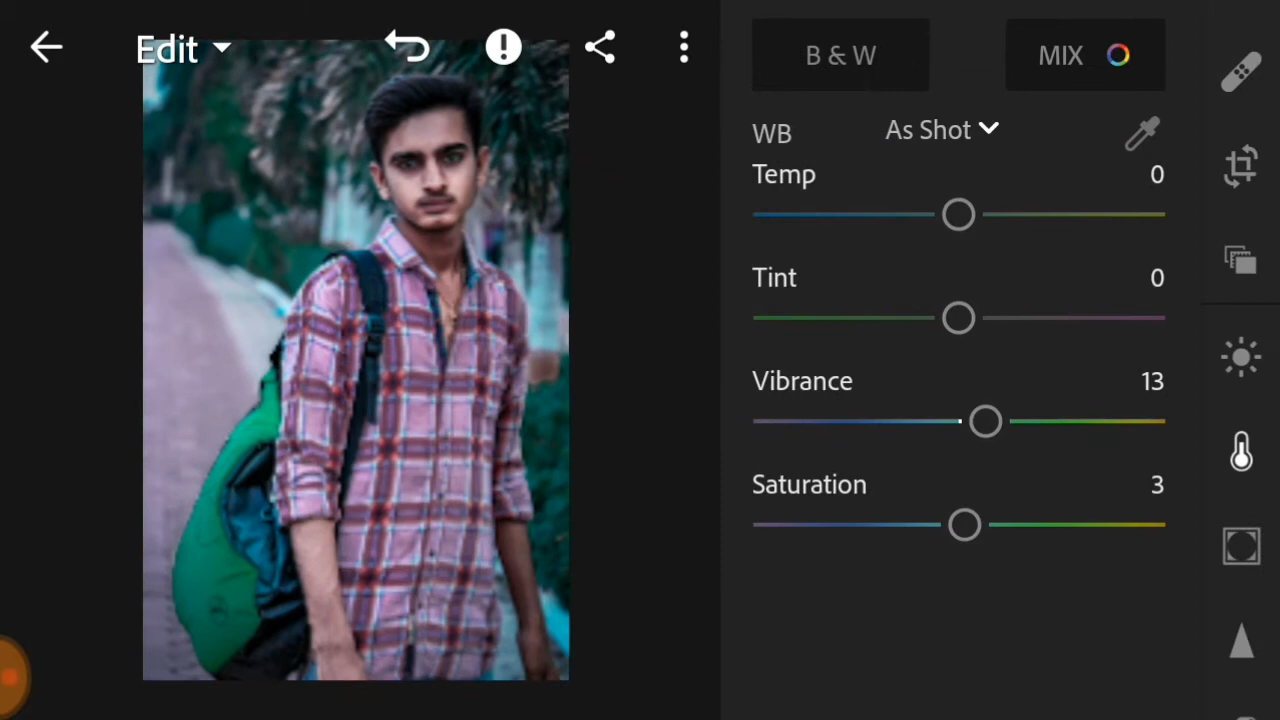 Edit
B & W
MIX
WB
As Shot
Temp 0
Tint 0
Vibrance 13
Saturation 3